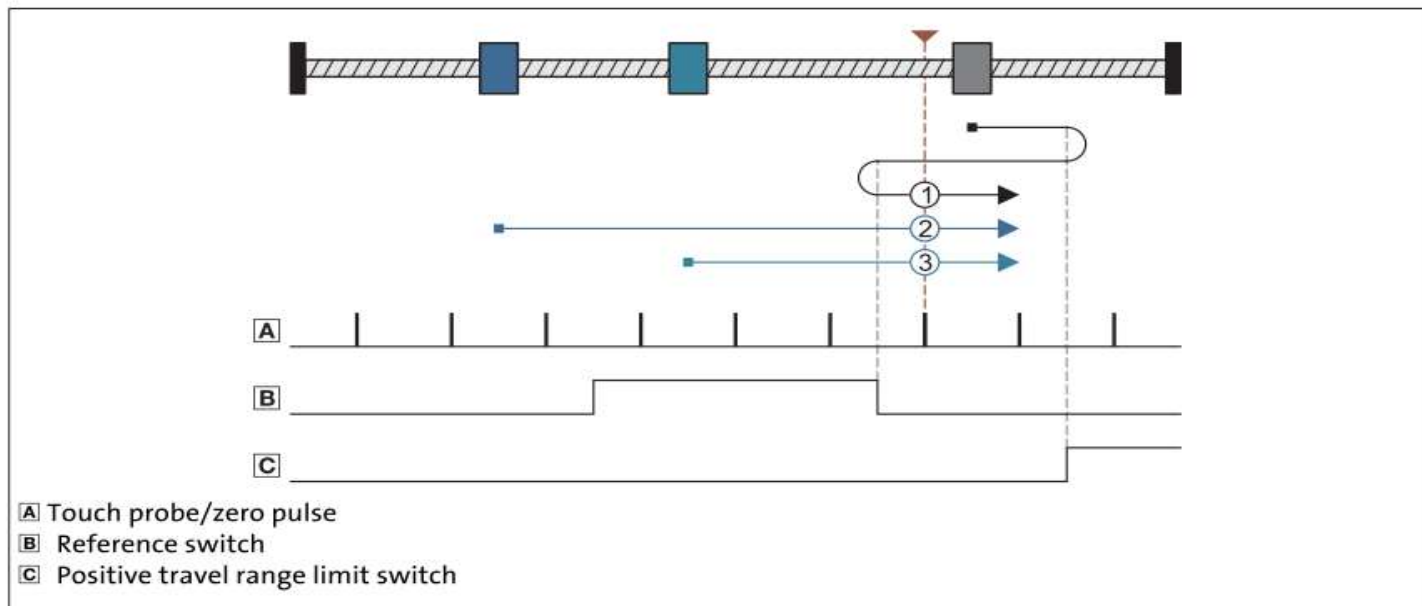 1
2
3
A
B
C
A Touch probe/zero pulse
B Reference switch
C Positive travel range limit switch